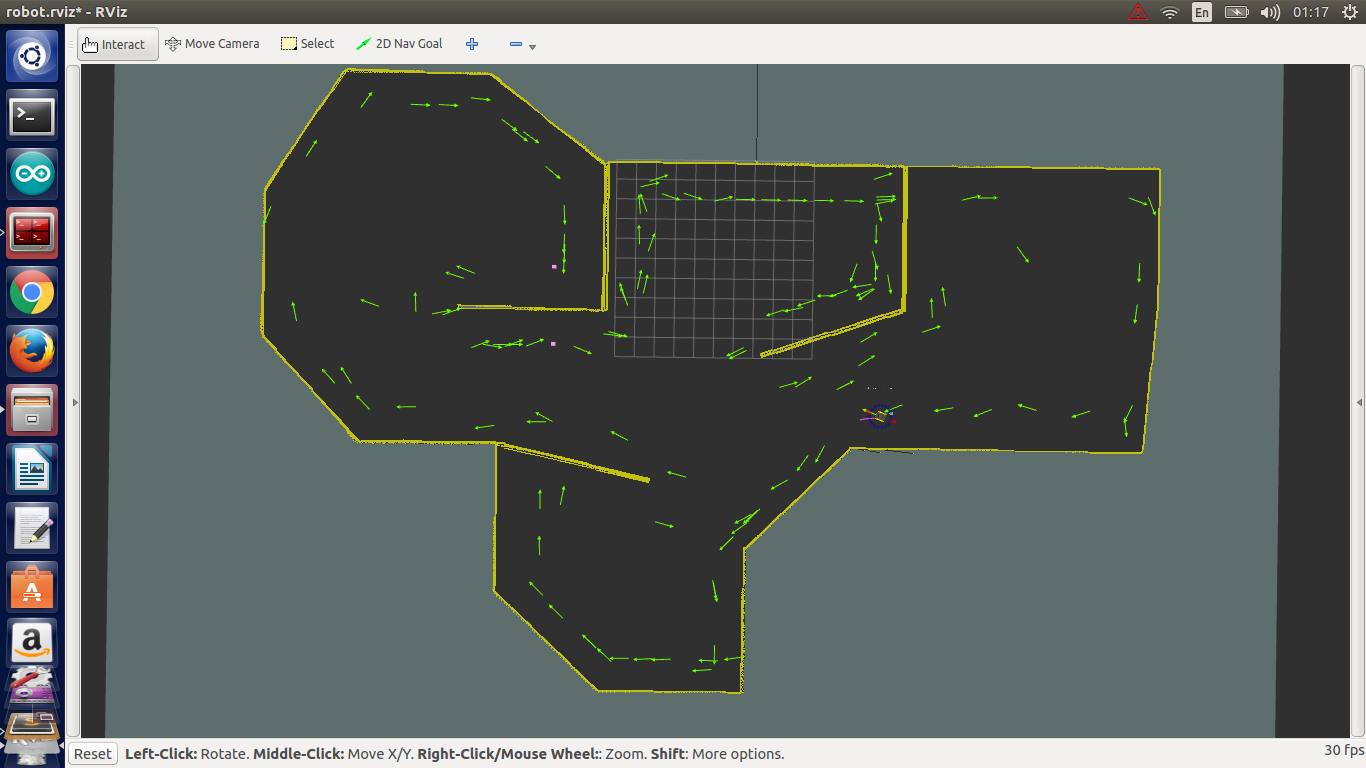 robot.rviz* - RViz
En
01:17
Interact
Move Camera
Select
2D Nav Goal
Reset
Left-Click: Rotate. Middle-Click: Move X/Y. Right-Click/Mouse Wheel:: Zoom. Shift: More options.
30 fps